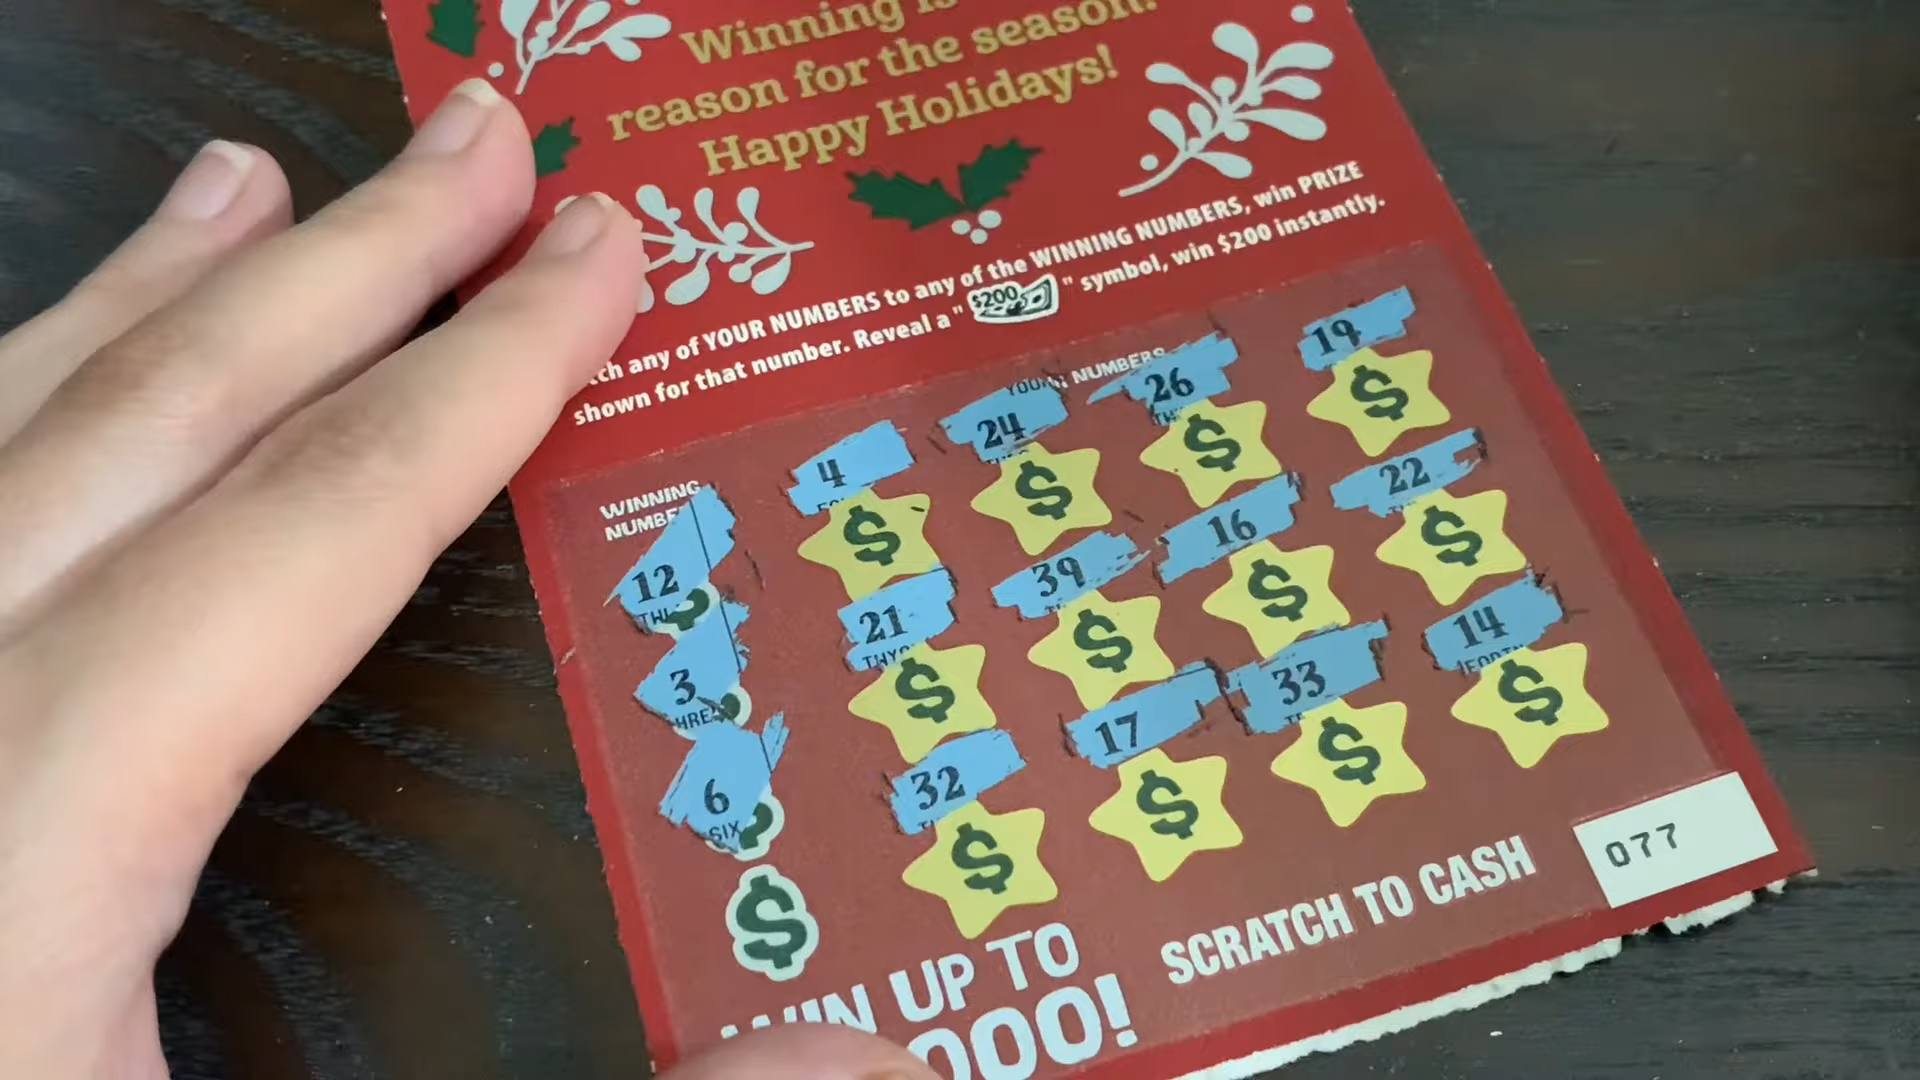 Winning is
reason for the season!
Happy Holidays!
any of YOUR NUMBERS to any of the WINNING NUMBERS, win PRIZE
shown for that number. Reveal a " $200 " symbol, win $200 instantly.
YOUR NUMBERS
WINNING
4 24 26 19
12
21 39 16 22
3
32 17 33 14
6
SIX
$ $ $ $
$ $ $ $
$ $ $ $
$
WIN UP TO
000!
SCRATCH TO CASH
077